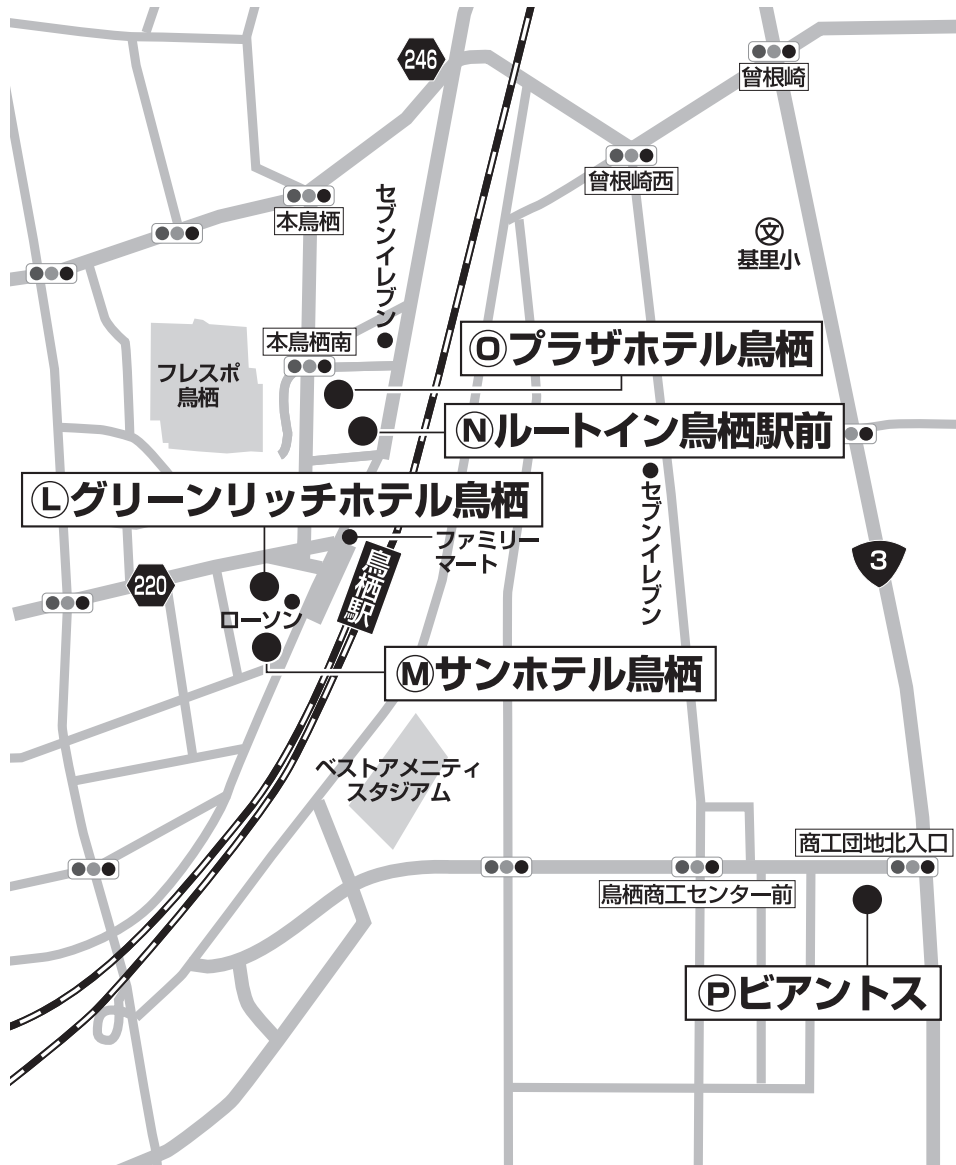 246
曾根崎
曾根崎西
本鳥栖
セブンイレブン
文
基里小
本鳥栖南
フレスポ
鳥栖
Ⓞプラザホテル鳥栖
Ⓝルートイン鳥栖駅前
Ⓛグリーンリッチホテル鳥栖
セブンイレブン
ファミリー
マート
鳥栖駅
220
3
ローソン
Ⓜサンホテル鳥栖
ベストアメニティ
スタジアム
商工団地北入口
鳥栖商工センター前
Ⓟビアントス